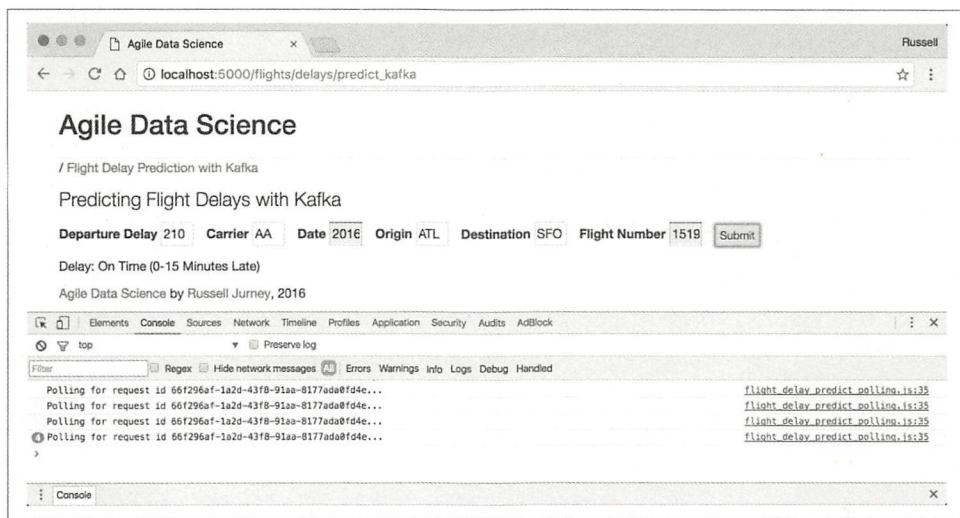 Agile Data Science ×
Russell
localhost:5000/flights/delays/predict_kafka
Agile Data Science
/ Flight Delay Prediction with Kafka
Predicting Flight Delays with Kafka
Departure Delay 210 Carrier AA Date 2016 Origin ATL Destination SFO Flight Number 1519 Submit
Delay: On Time (0-15 Minutes Late)
Agile Data Science by Russell Jurney, 2016
Elements Console Sources Network Timeline Profiles Application Security Audits AdBlock
top Preserve log
Filter Regex Hide network messages All Errors Warnings Info Logs Debug Handled
Polling for request id 66f296af-1a2d-43f8-91aa-8177ada0fd4e... flight_delay_predict_polling.js:35
Polling for request id 66f296af-1a2d-43f8-91aa-8177ada0fd4e... flight_delay_predict_polling.js:35
Polling for request id 66f296af-1a2d-43f8-91aa-8177ada0fd4e... flight_delay_predict_polling.js:35
4 Polling for request id 66f296af-1a2d-43f8-91aa-8177ada0fd4e... flight_delay_predict_polling.js:35
>
Console ×